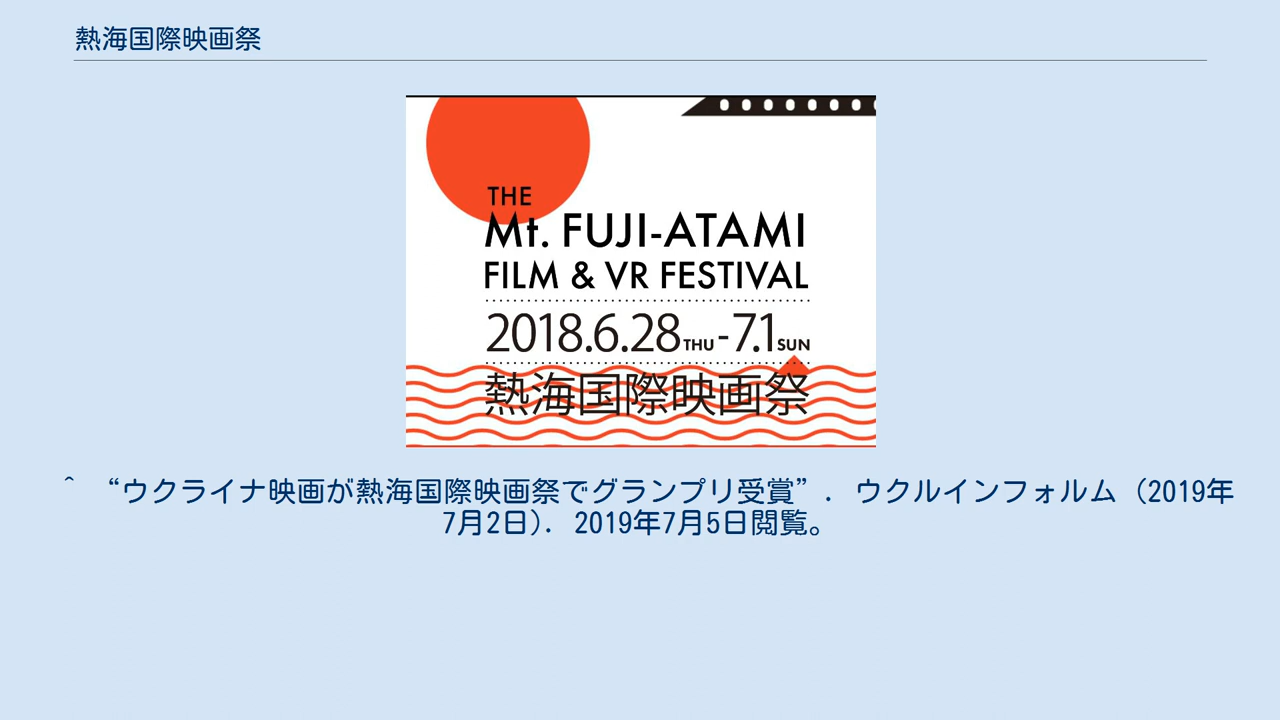 熱海国際映画祭
THE
Mt. FUJI-ATAMI
FILM & VR FESTIVAL
2018.6.28THU-7.1SUN
熱海国際映画祭
^ “ウクライナ映画が熱海国際映画祭でグランプリ受賞”. ウクルインフォルム (2019年
7月2日). 2019年7月5日閲覧。